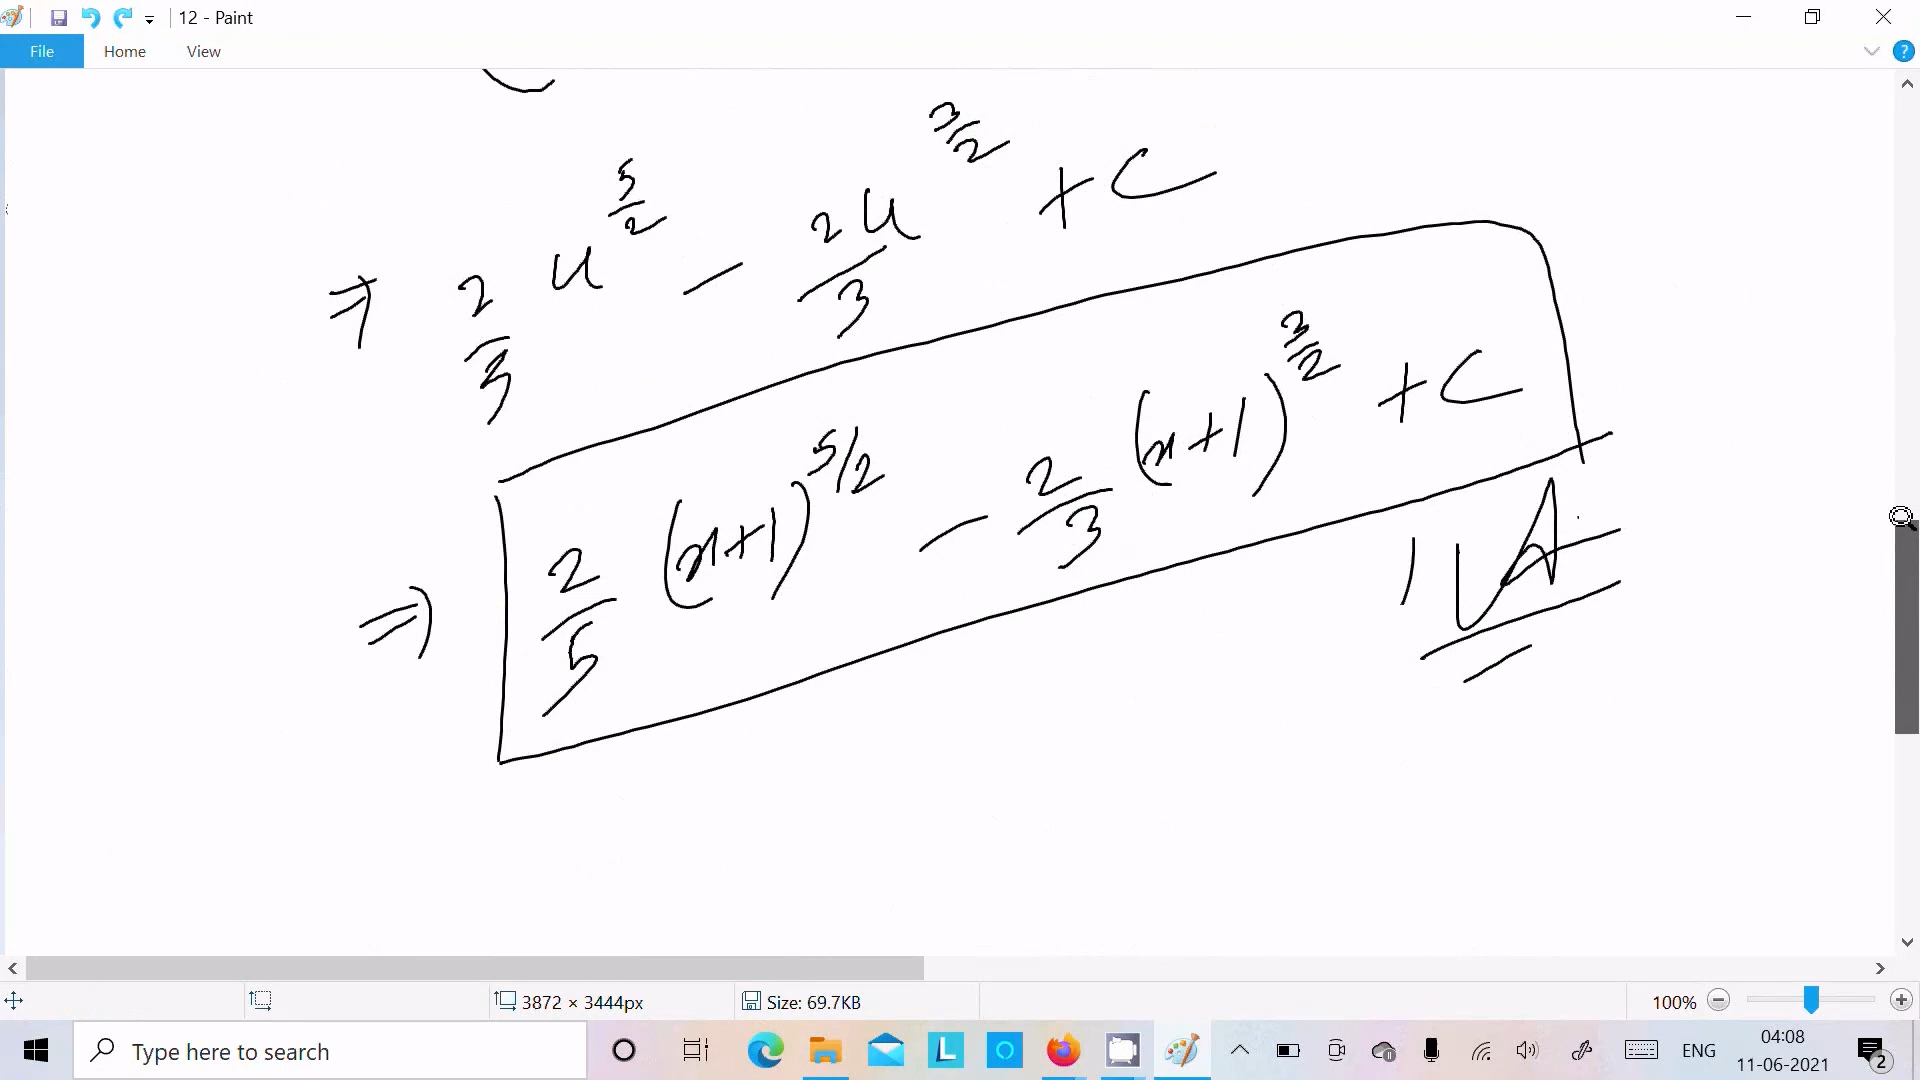 12 - Paint
File Home View
⇒ 2/5 u^5/2 - 2u^3/2 / 3 + C
⇒ 2/5 (x+1)^5/2 - 2/3 (x+1)^3/2 + C
3872 × 3444px Size: 69.7KB 100%
Type here to search
ENG 04:08 2
11-06-2021